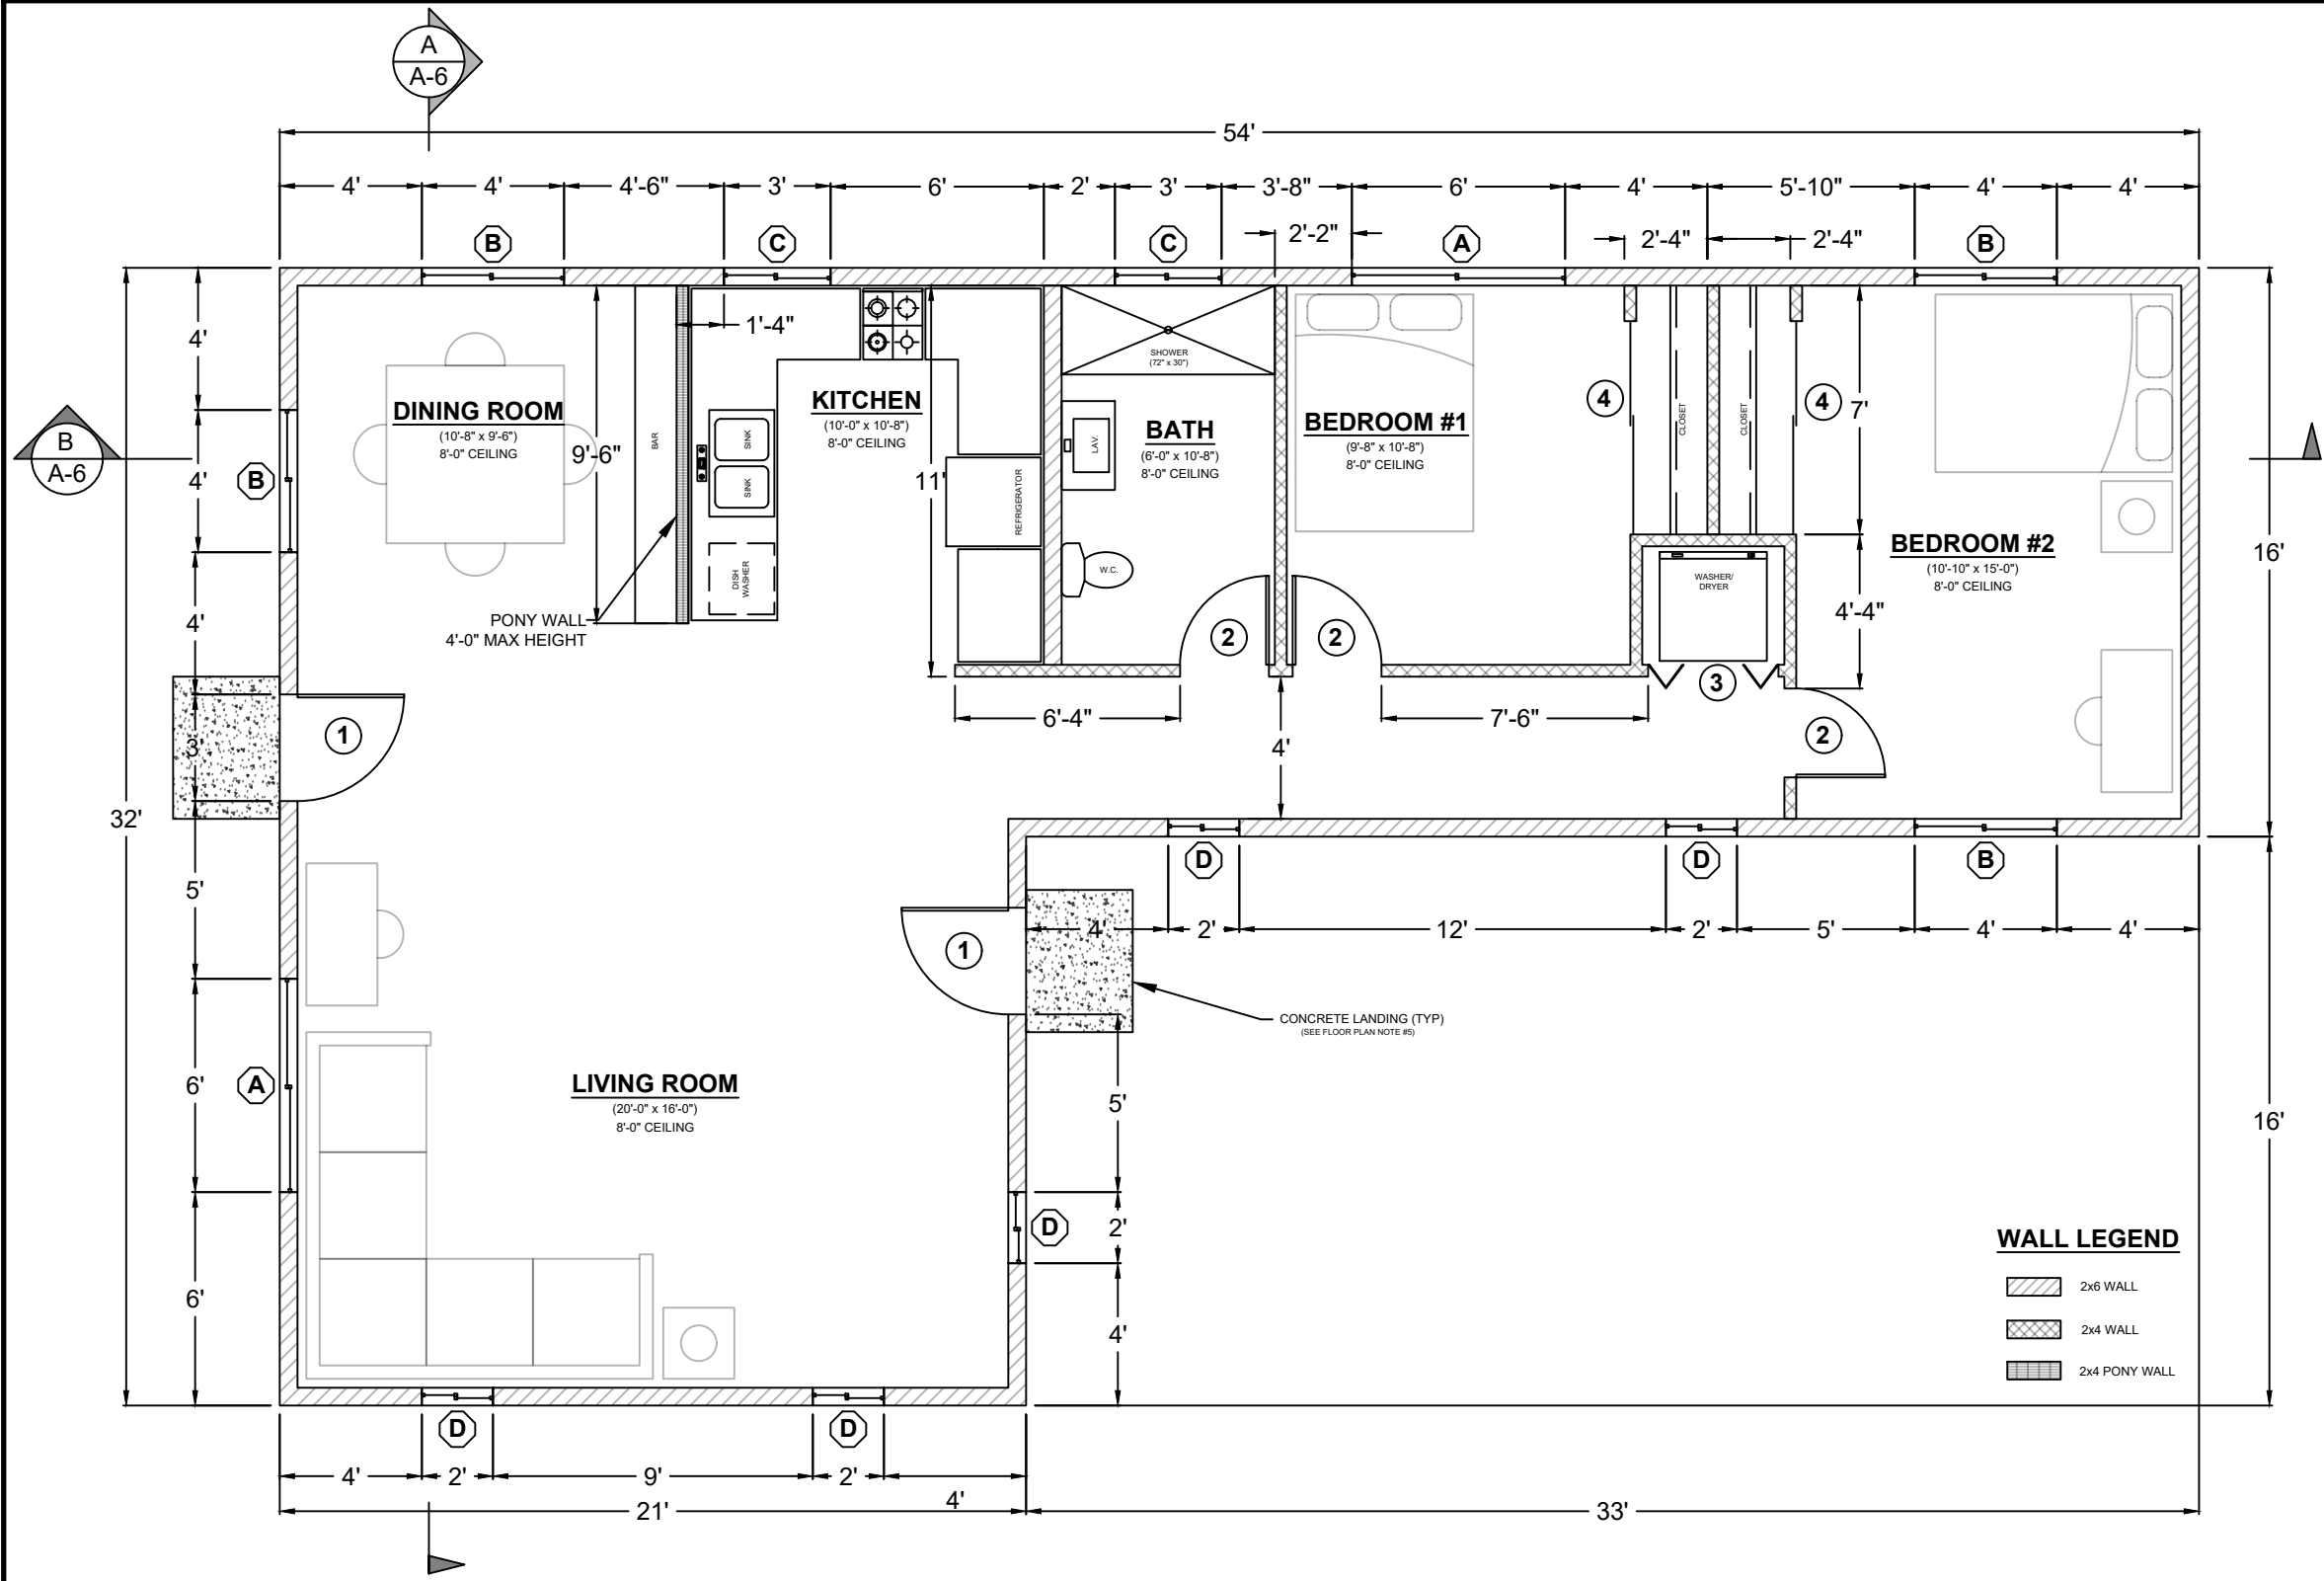 A
A-6
54'
4'
4'
4'-6"
3'
6'
2'
3'
3'-8"
6'
4'
5'-10"
4'
4'
B
C
C
2'-2"
A
2'-4"
2'-4"
B
4'
1'-4"
SHOWER
(72" x 30")
DINING ROOM
(10'-8" x 9'-6")
8'-0" CEILING
9'-6"
BAR
SINK
SINK
KITCHEN
(10'-0" x 10'-8")
8'-0" CEILING
11'
REFRIGERATOR
DISH
WASHER
BATH
(6'-0" x 10'-8")
8'-0" CEILING
LAV.
W.C.
BEDROOM #1
(9'-8" x 10'-8")
8'-0" CEILING
4
CLOSET
CLOSET
4
7'
B
A-6
4'
B
16'
BEDROOM #2
(10'-10" x 15'-0")
8'-0" CEILING
WASHER/
DRYER
4'-4"
PONY WALL
4'-0" MAX HEIGHT
4'
2
2
3
6'-4"
7'-6"
1
3'
2
4'
32'
D
D
B
5'
4'
2'
12'
2'
5'
4'
4'
1
CONCRETE LANDING (TYP)
(SEE FLOOR PLAN NOTE #5)
A
6'
LIVING ROOM
(20'-0" x 16'-0")
8'-0" CEILING
5'
16'
D
2'
6'
4'
WALL LEGEND
2x6 WALL
2x4 WALL
2x4 PONY WALL
D
D
4'
2'
9'
2'
4'
21'
33'